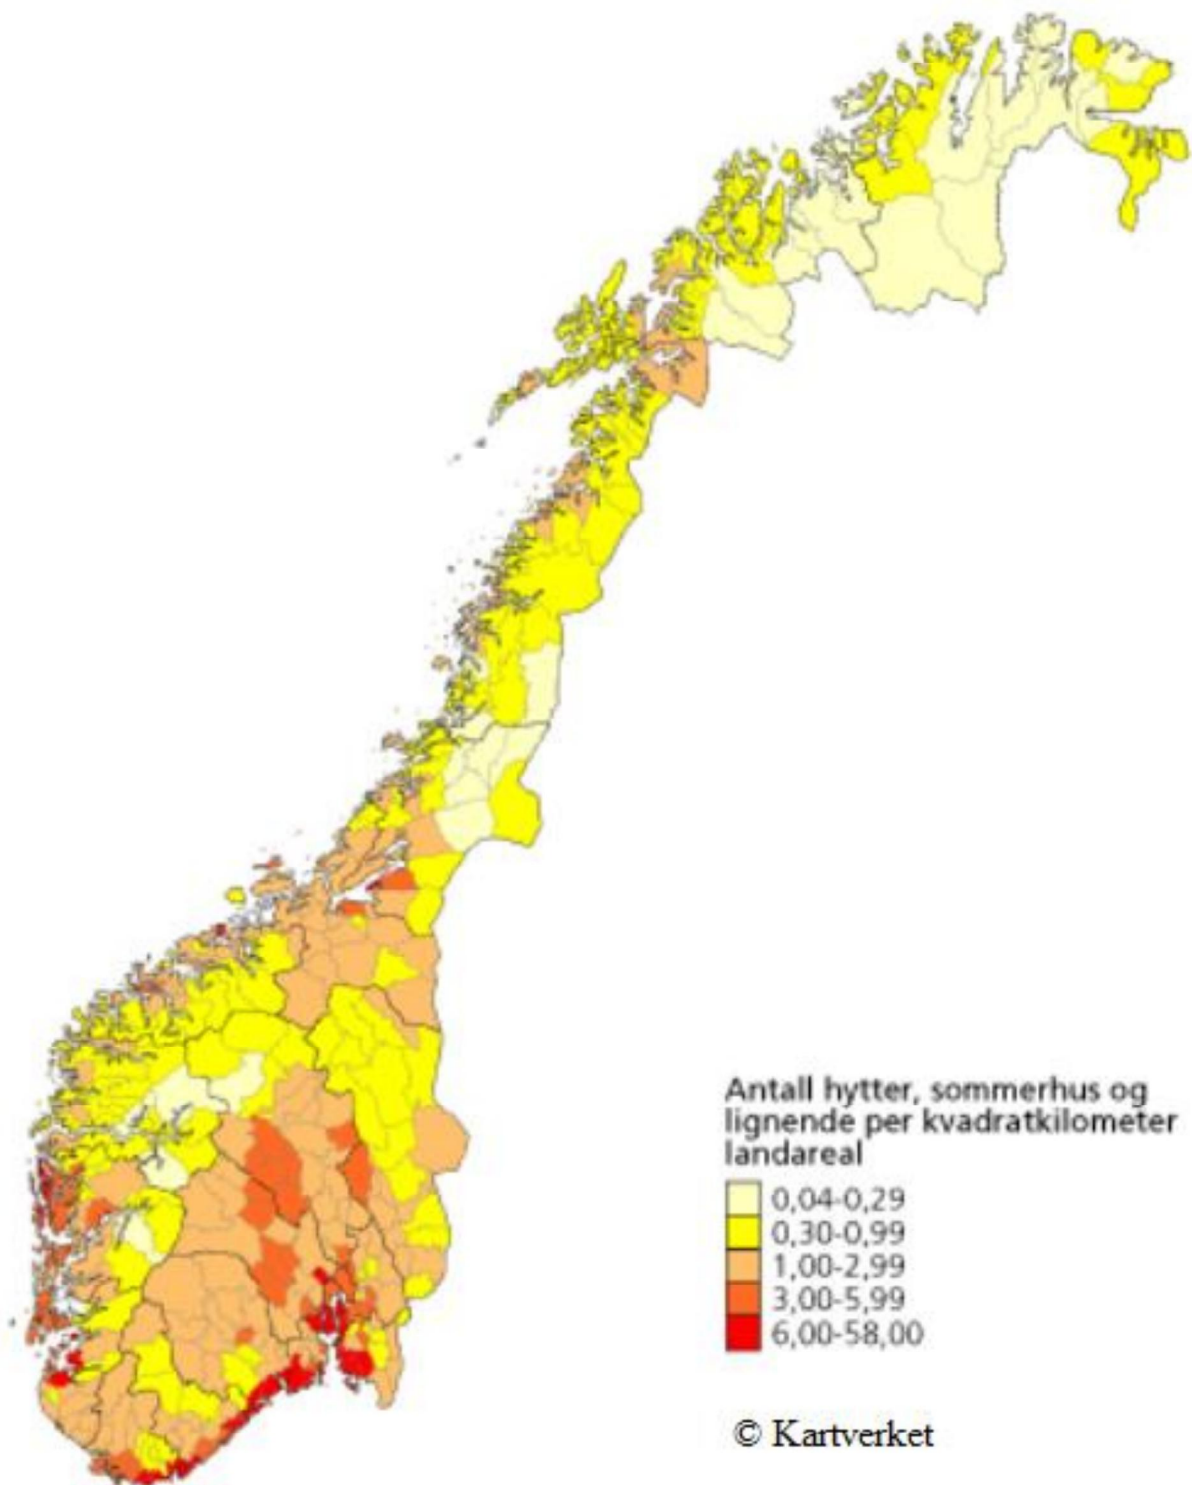 Antall hytter, sommerhus og
lignende per kvadratkilometer
landareal
0,04-0,29
0,30-0,99
1,00-2,99
3,00-5,99
6,00-58,00
© Kartverket